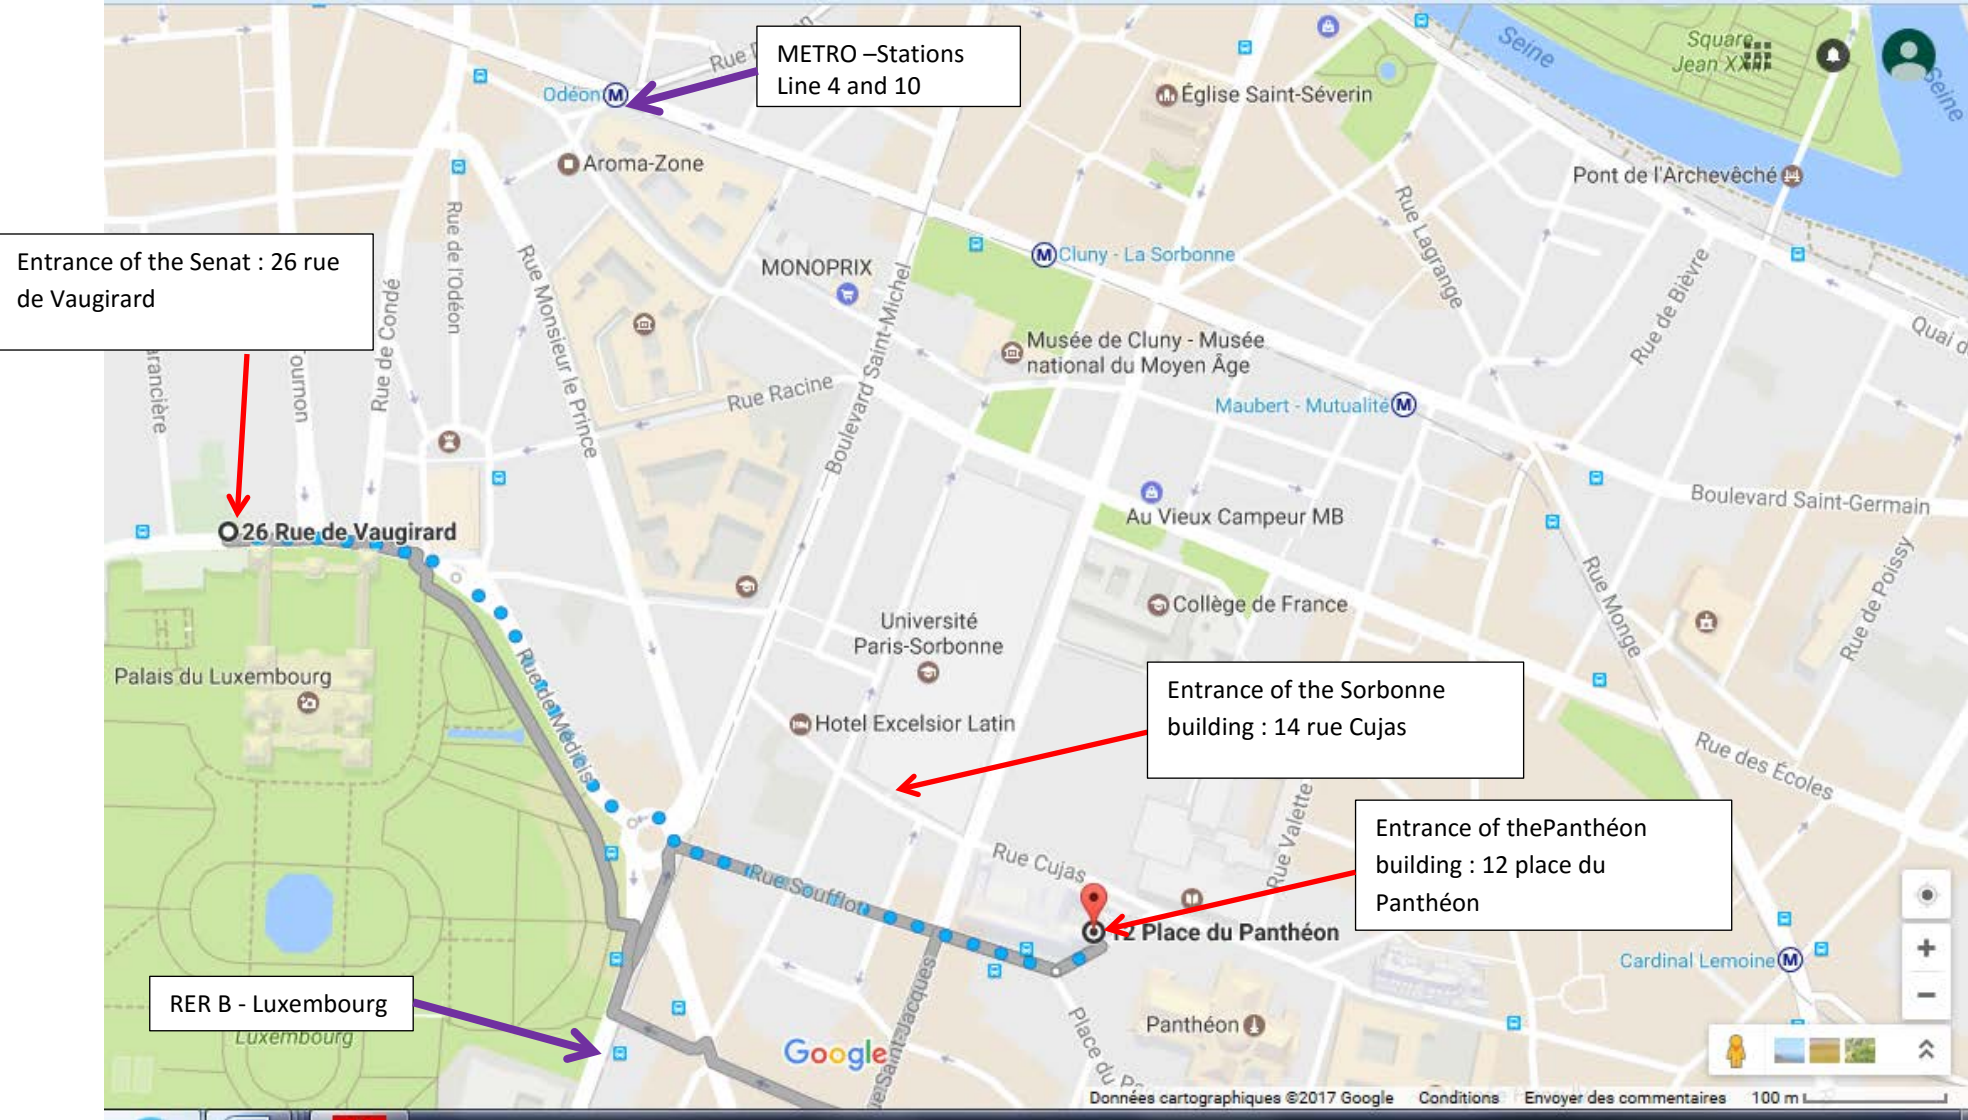 METRO –Stations
Line 4 and 10
Odéon
Aroma-Zone
Église Saint-Séverin
Seine
Square
Jean XXIII
Seine
Pont de l'Archevêché
Entrance of the Senat : 26 rue
de Vaugirard
Rue de l'Odéon
Rue de Condé
Rue Monsieur le Prince
MONOPRIX
Cluny - La Sorbonne
Rue Lagrange
Rue de Bièvre
Musée de Cluny - Musée
national du Moyen Âge
Rue Racine
Boulevard Saint-Michel
Maubert - Mutualité
Boulevard Saint-Germain
Au Vieux Campeur MB
26 Rue de Vaugirard
Collège de France
Rue Monge
Rue de Poissy
Université
Paris-Sorbonne
Palais du Luxembourg
Rue de Médicis
Hotel Excelsior Latin
Entrance of the Sorbonne
building : 14 rue Cujas
Rue des Écoles
Rue Valette
Entrance of thePanthéon
building : 12 place du
Panthéon
Rue Cujas
Rue Soufflot
12 Place du Panthéon
Cardinal Lemoine
RER B - Luxembourg
Luxembourg
Panthéon
Place du
Google
Données cartographiques ©2017 Google Conditions Envoyer des commentaires 100 m